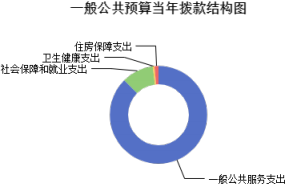 一般公共预算当年拨款结构图
住房保障支出
卫生健康支出
社会保障和就业支出
一般公共服务支出